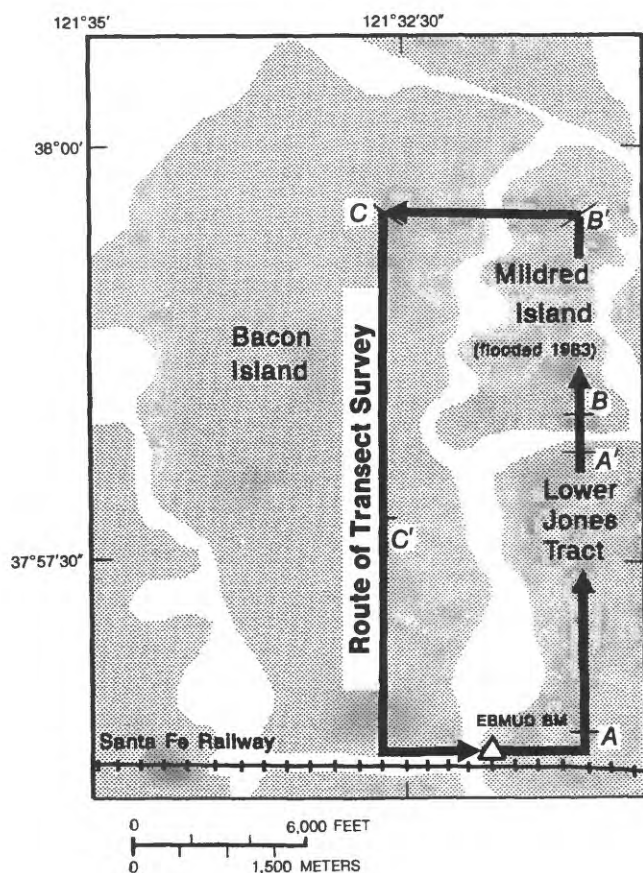 121°35'
121°32'30"
38°00'
C
B'
Mildred
Island
(flooded 1983)
Bacon
Island
Route of Transect Survey
B
A'
Lower
Jones
Tract
C'
37°57'30"
EBMUD BM
A
Santa Fe Railway
0 6,000 FEET
0 1,500 METERS